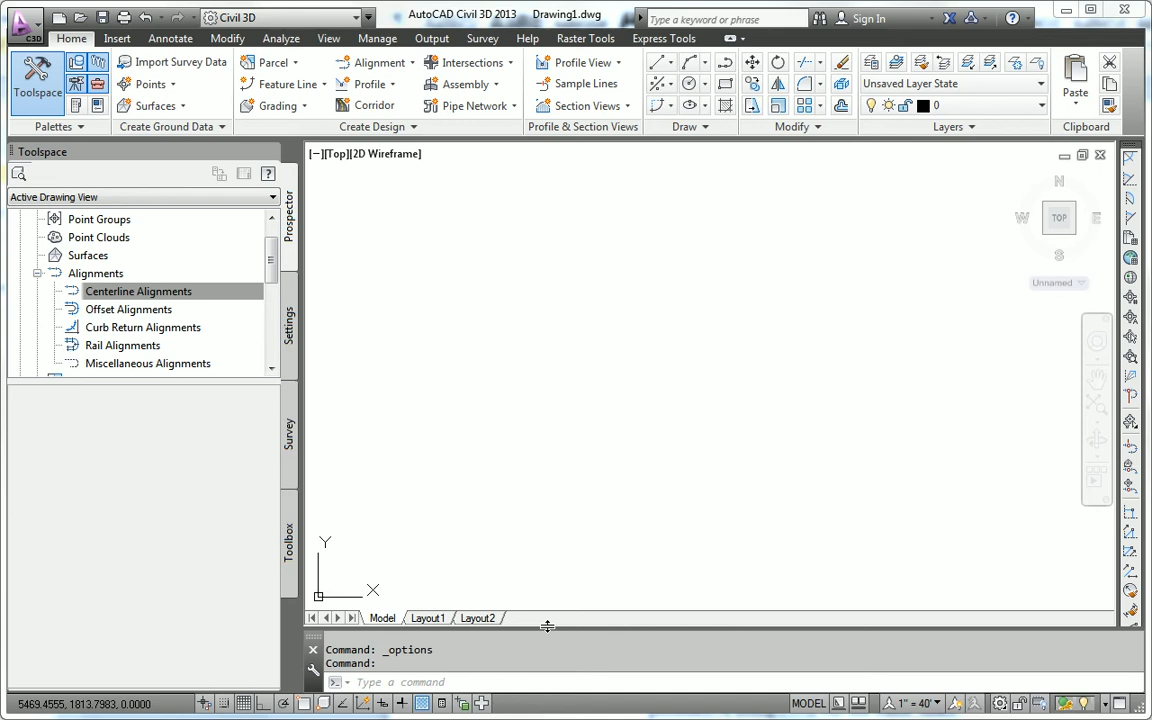 Civil 3D
AutoCAD Civil 3D 2013 Drawing1.dwg
Type a keyword or phrase
Sign In
C3D
Home Insert Annotate Modify Analyze View Manage Output Survey Help Raster Tools Express Tools
Toolspace
Import Survey Data
Points
Surfaces
Parcel
Feature Line
Grading
Alignment
Profile
Corridor
Intersections
Assembly
Pipe Network
Profile View
Sample Lines
Section Views
Unsaved Layer State
0
Paste
Palettes Create Ground Data Create Design Profile & Section Views Draw Modify Layers Clipboard
Toolspace
Active Drawing View
Point Groups
Point Clouds
Surfaces
Alignments
Centerline Alignments
Offset Alignments
Curb Return Alignments
Rail Alignments
Miscellaneous Alignments
Prospector
Settings
Survey
Toolbox
[−][Top][2D Wireframe]
N
W TOP E
S
Unnamed
Y
X
Model Layout1 Layout2
Command: _options
Command:
Type a command
5469.4555, 1813.7983, 0.0000
MODEL
1" = 40'